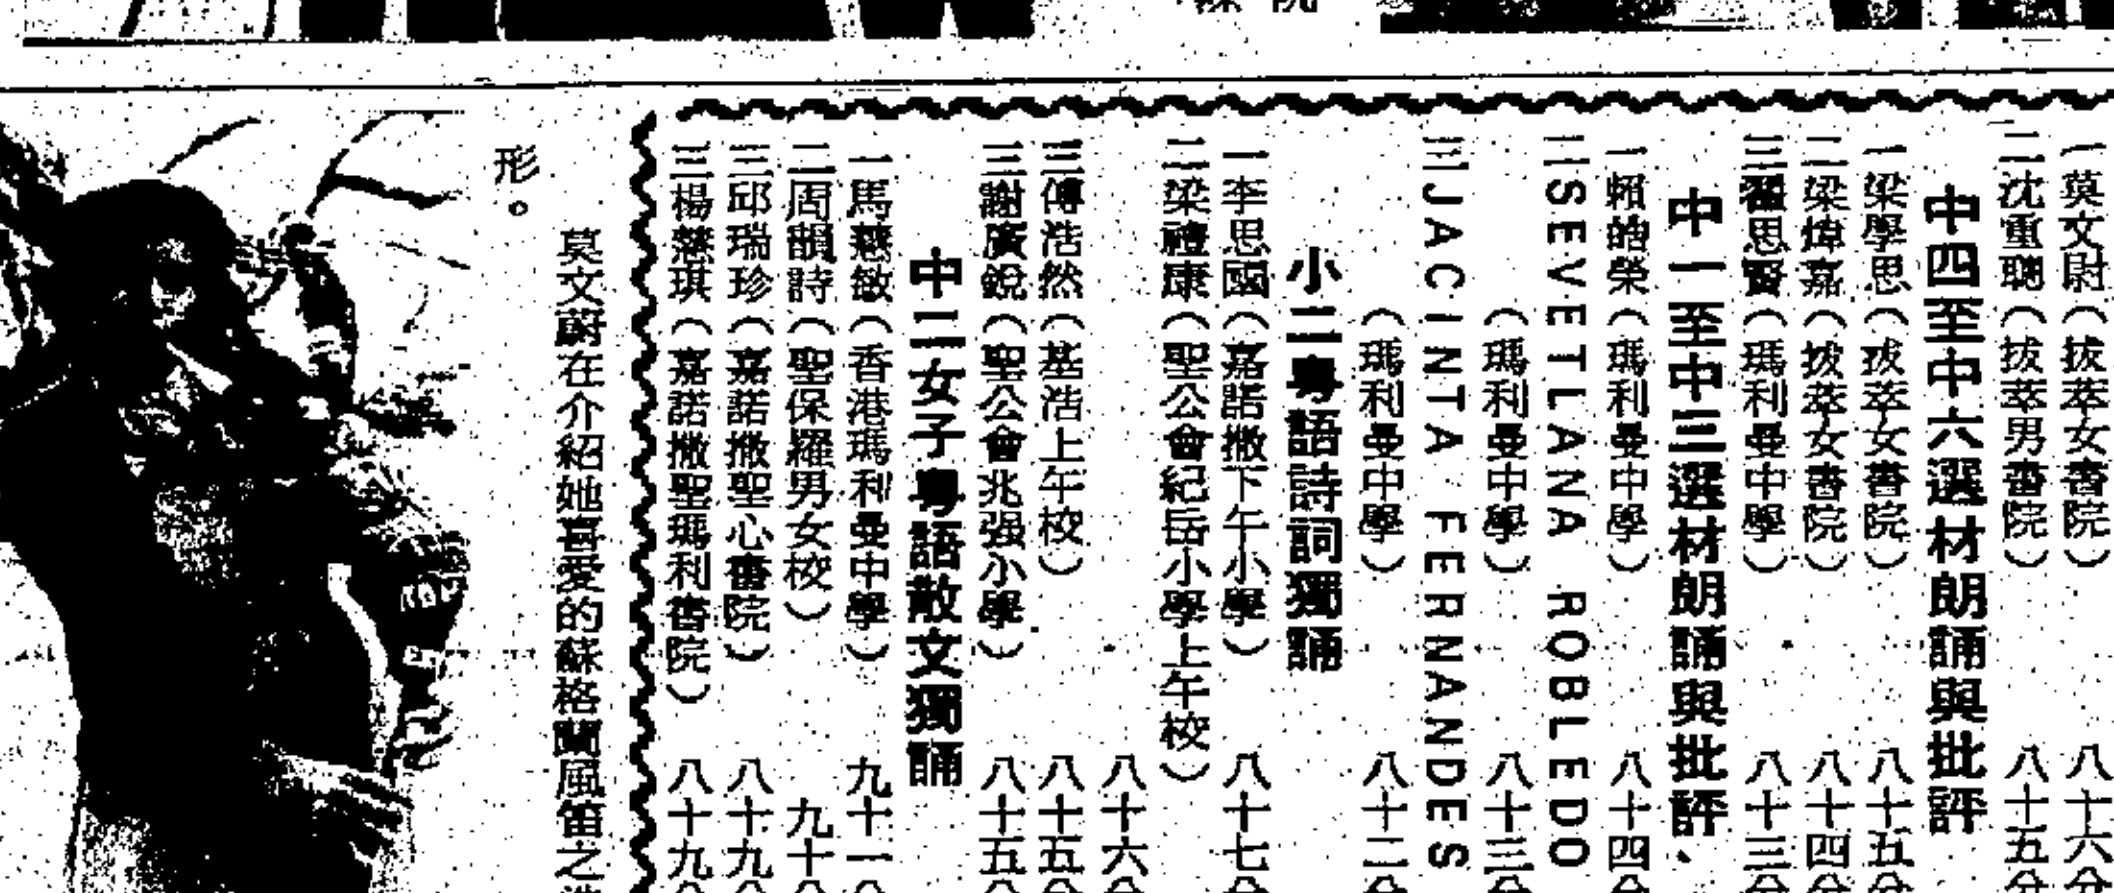 一莫文尉（拔萃女書院）八十六分
二沈重聰（拔萃男書院）八十五分
中四至中六選材朗誦與批評
一梁學思（拔萃女書院）八十五分
二梁煒嘉（拔萃女書院）八十四分
三翟思賢（瑪利曼中學）八十三分
中一至中三選材朗誦與批評、
一賴皓榮（瑪利曼中學）八十四分
二SEVETLANA ROBLEDO
（瑪利曼中學）八十三分
三JACINTA FERNANDES
（瑪利曼中學）八十二分
小二粵語詩詞獨誦
一李思國（嘉諾撒下午小學）八十七分
二梁禮康（聖公會紀岳小學上午校）
八十六分
三傅浩然（基浩上午校）八十五分
三謝廣銳（聖公會兆强小學）八十五分
中二女子粵語散文獨誦
一馬慧敏（香港瑪利曼中學）九十一分
二周韻詩（聖保羅男女校）九十分
三邱瑞珍（嘉諾撒聖心書院）八十九分
三楊慧琪（嘉諾撒聖瑪利書院）八十九分
莫文蔚在介紹她喜愛的蘇格蘭風笛之
形。